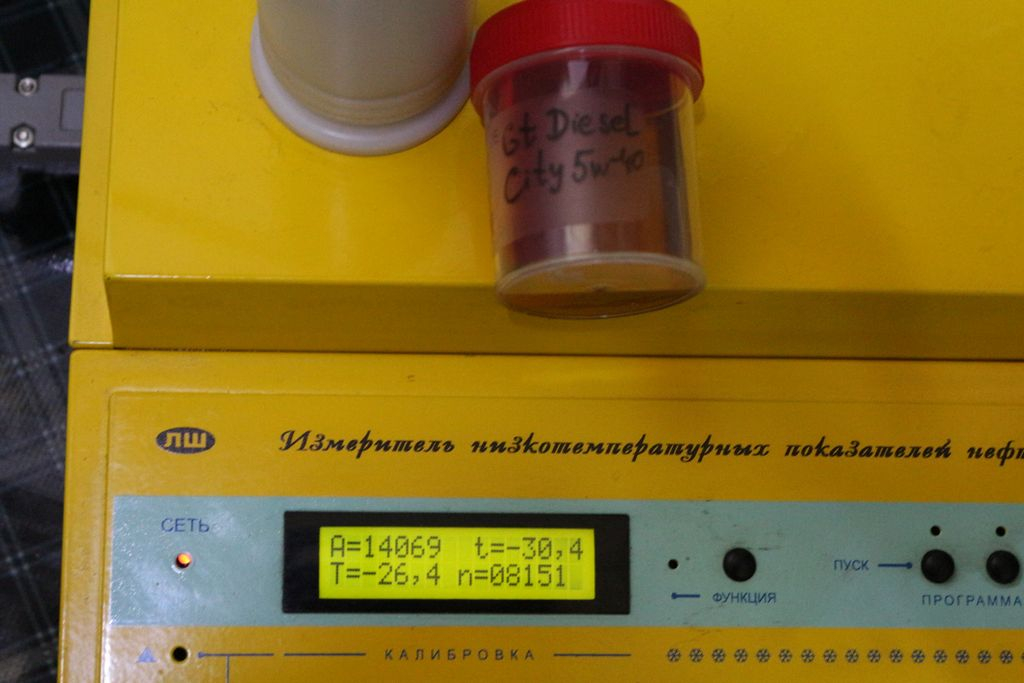 Gt Diesel
City 5w-40
ЛШ
Измеритель низкотемпературных показателей нефт
СЕТЬ
A=14069 t=-30,4
T=-26,4 n=08151
ФУНКЦИЯ
ПУСК
ПРОГРАММА
КАЛИБРОВКА